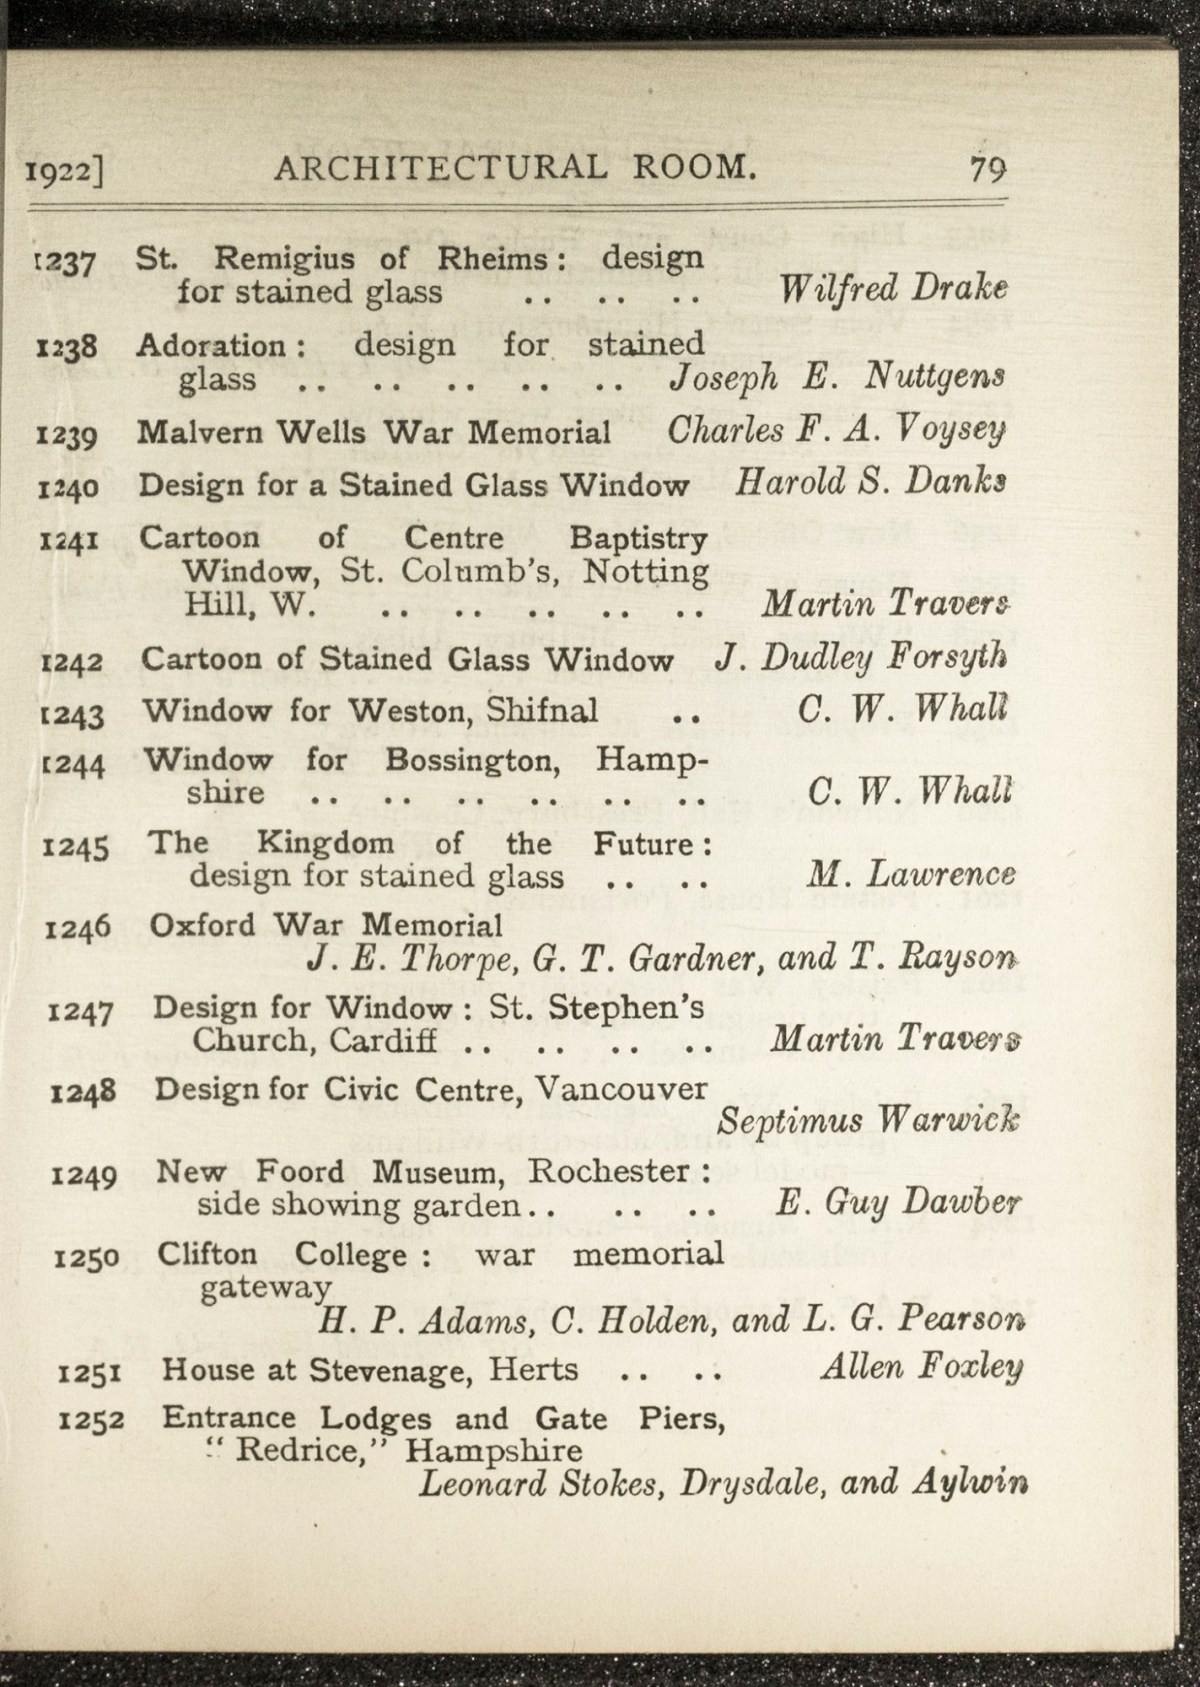 1922] ARCHITECTURAL ROOM. 79
1237 St. Remigius of Rheims : design
for stained glass .. .. .. Wilfred Drake
1238 Adoration : design for stained
glass .. .. .. .. .. Joseph E. Nuttgens
1239 Malvern Wells War Memorial Charles F. A. Voysey
1240 Design for a Stained Glass Window Harold S. Danks
1241 Cartoon of Centre Baptistry
Window, St. Columb's, Notting
Hill, W. .. .. .. .. .. Martin Travers
1242 Cartoon of Stained Glass Window J. Dudley Forsyth
1243 Window for Weston, Shifnal .. C. W. Whall
1244 Window for Bossington, Hamp-
shire .. .. .. .. .. .. C. W. Whall
1245 The Kingdom of the Future :
design for stained glass .. .. M. Lawrence
1246 Oxford War Memorial
J. E. Thorpe, G. T. Gardner, and T. Rayson
1247 Design for Window : St. Stephen's
Church, Cardiff .. .. .. .. Martin Travers
1248 Design for Civic Centre, Vancouver
Septimus Warwick
1249 New Foord Museum, Rochester :
side showing garden .. .. .. E. Guy Dawber
1250 Clifton College : war memorial
gateway
H. P. Adams, C. Holden, and L. G. Pearson
1251 House at Stevenage, Herts .. .. Allen Foxley
1252 Entrance Lodges and Gate Piers,
" Redrice," Hampshire
Leonard Stokes, Drysdale, and Aylwin